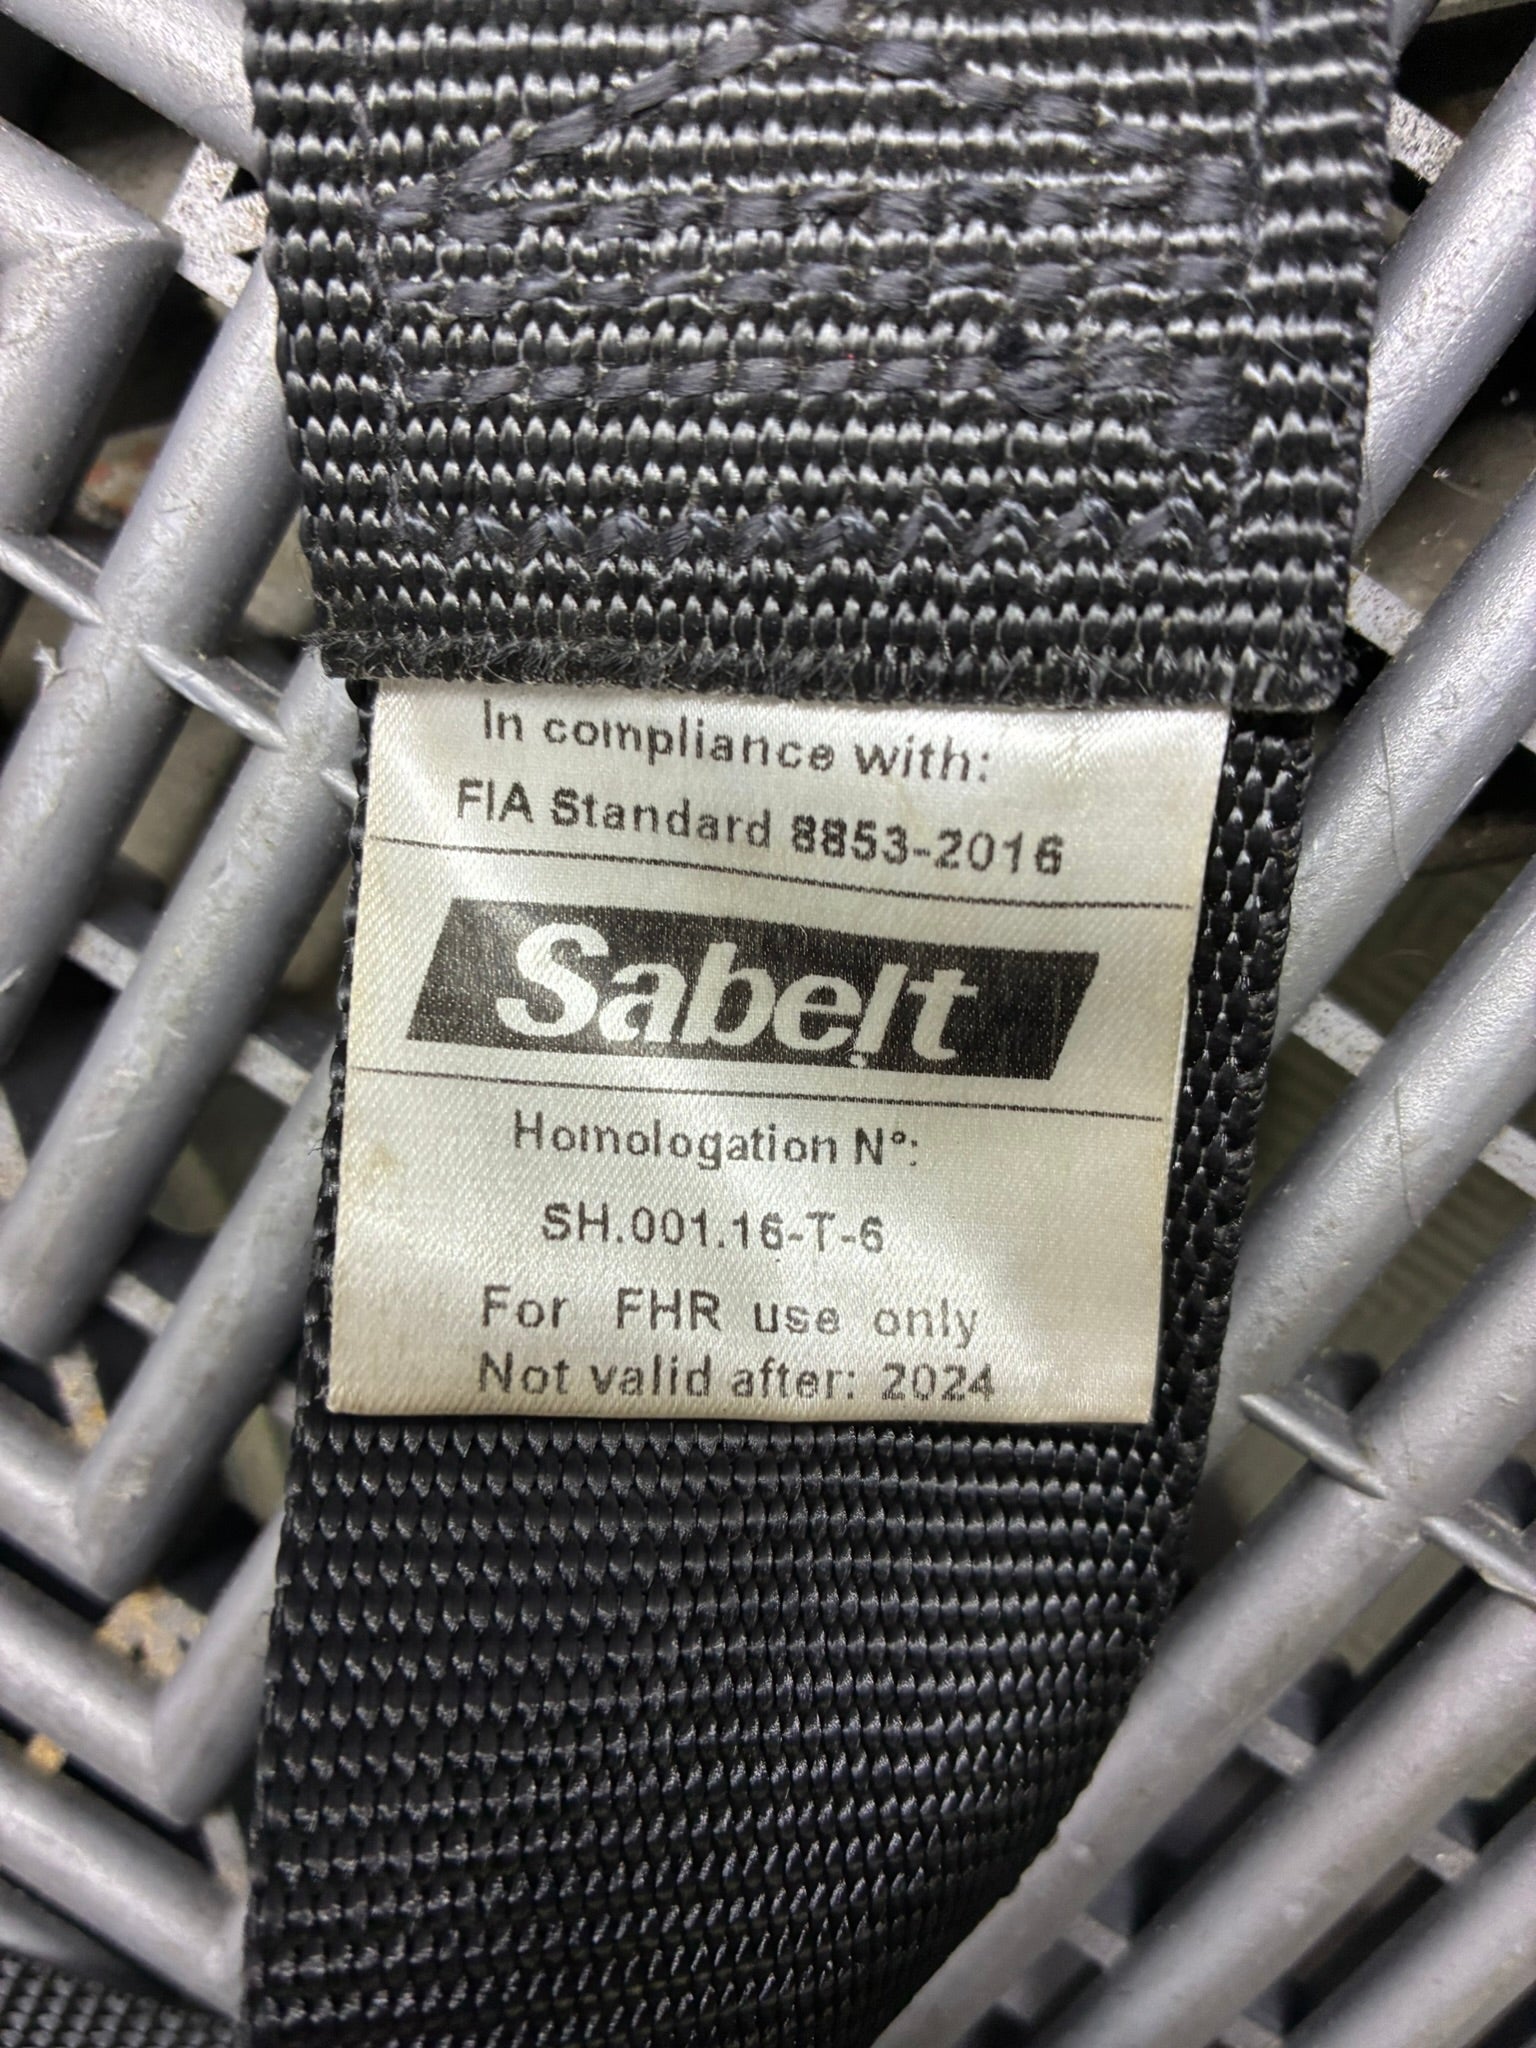 In compliance with:
FIA Standard 8853-2016
Sabelt
Homologation N°:
SH.001.16-T-6
For FHR use only
Not valid after: 2024